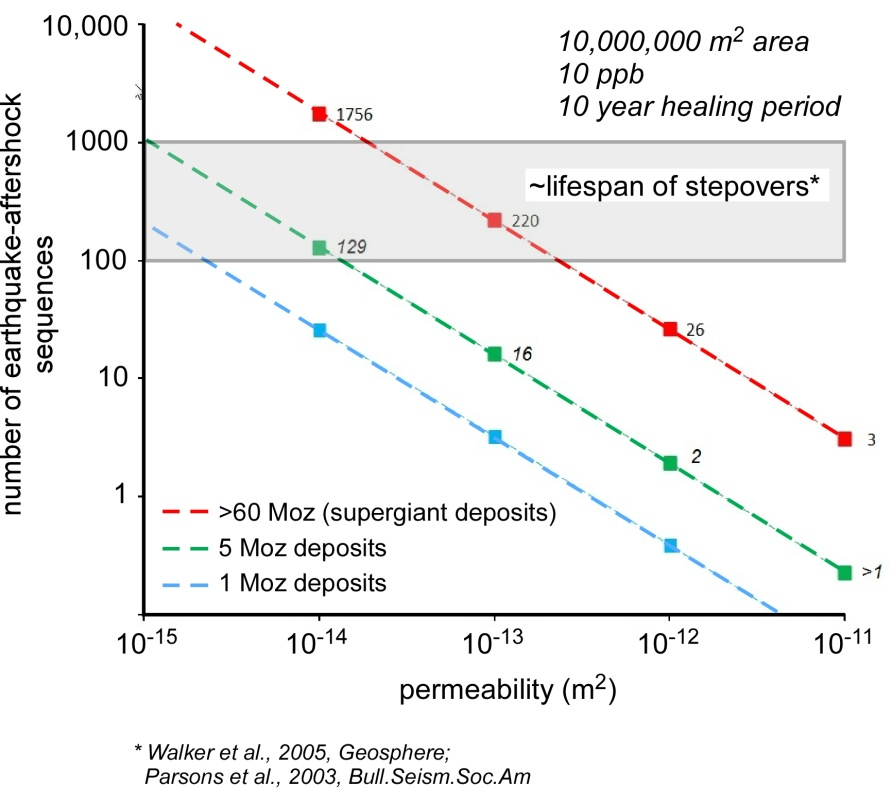 10,000
1000
100
10
1
number of earthquake-aftershock
sequences
10,000,000 m² area
10 ppb
10 year healing period
1756
~lifespan of stepovers*
220
129
26
16
3
2
>1
>60 Moz (supergiant deposits)
5 Moz deposits
1 Moz deposits
10⁻¹⁵
10⁻¹⁴
10⁻¹³
10⁻¹²
10⁻¹¹
permeability (m²)
* Walker et al., 2005, Geosphere;
Parsons et al., 2003, Bull.Seism.Soc.Am